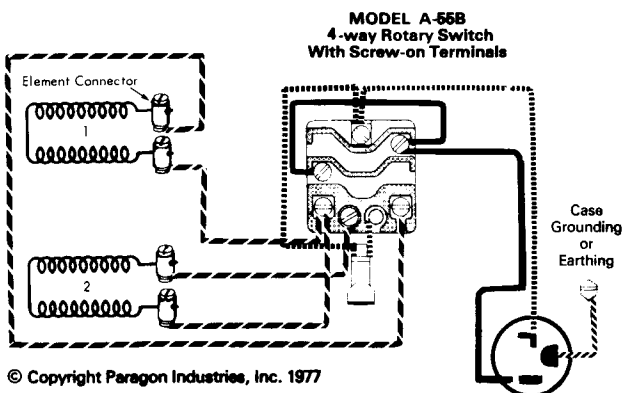 MODEL A-55B
4-way Rotary Switch
With Screw-on Terminals
Element Connector
1
2
Case
Grounding
or
Earthing
© Copyright Paragon Industries, Inc. 1977